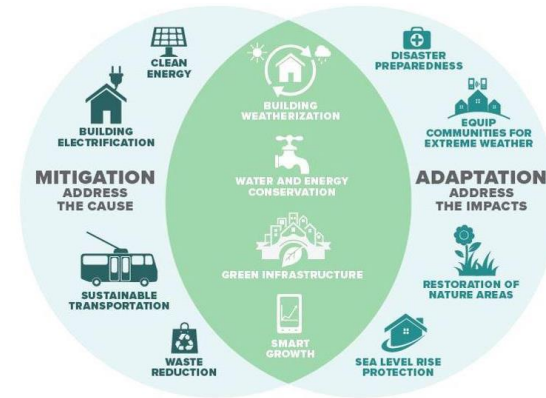 CLEAN
ENERGY
BUILDING
ELECTRIFICATION
MITIGATION
ADDRESS
THE CAUSE
SUSTAINABLE
TRANSPORTATION
WASTE
REDUCTION
BUILDING
WEATHERIZATION
WATER AND ENERGY
CONSERVATION
GREEN INFRASTRUCTURE
SMART
GROWTH
DISASTER
PREPAREDNESS
EQUIP
COMMUNITIES FOR
EXTREME WEATHER
ADAPTATION
ADDRESS
THE IMPACTS
RESTORATION OF
NATURE AREAS
SEA LEVEL RISE
PROTECTION